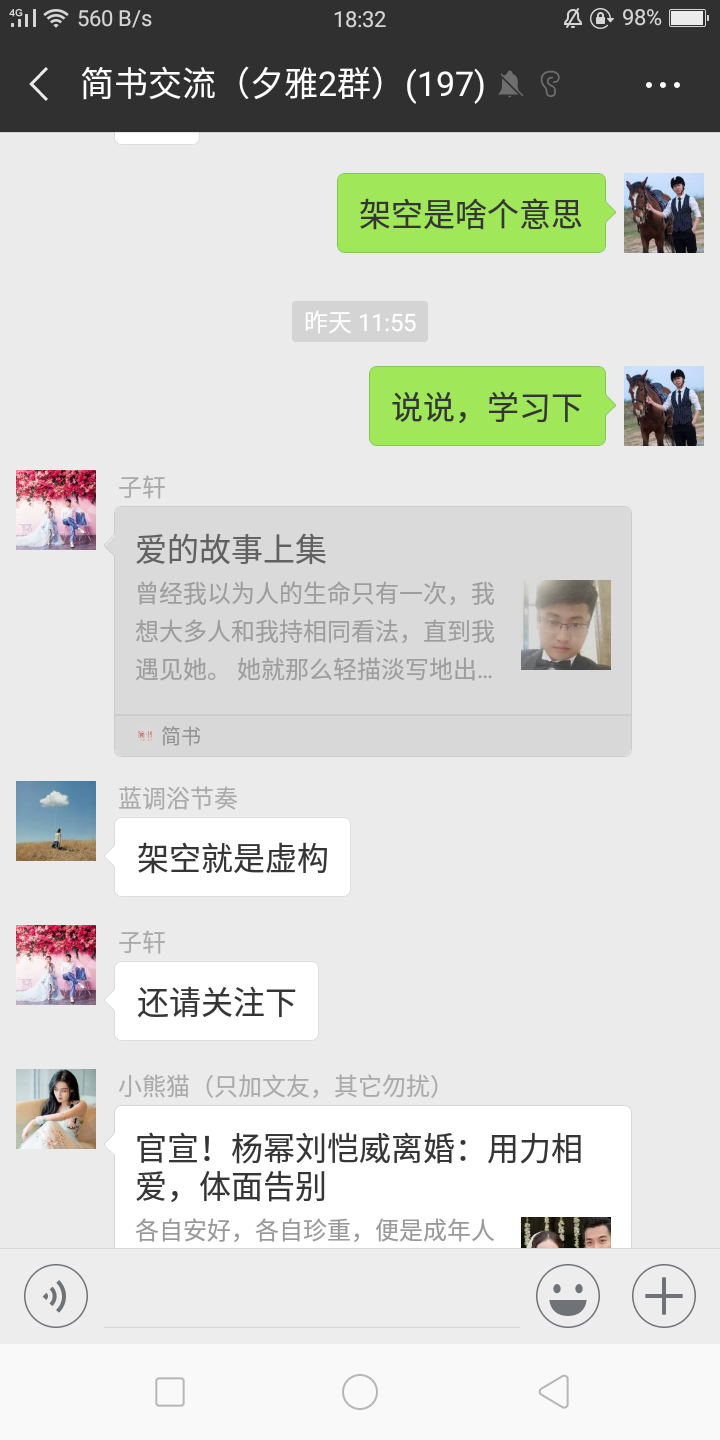 4G 560 B/s 18:32 98%
简书交流（夕雅2群）(197)
架空是啥个意思
昨天 11:55
说说，学习下
子轩
爱的故事上集
曾经我以为人的生命只有一次，我
想大多人和我持相同看法，直到我
遇见她。 她就那么轻描淡写地出...
简书
蓝调浴节奏
架空就是虚构
子轩
还请关注下
小熊猫（只加文友，其它勿扰）
官宣！杨幂刘恺威离婚：用力相
爱，体面告别
各自安好，各自珍重，便是成年人